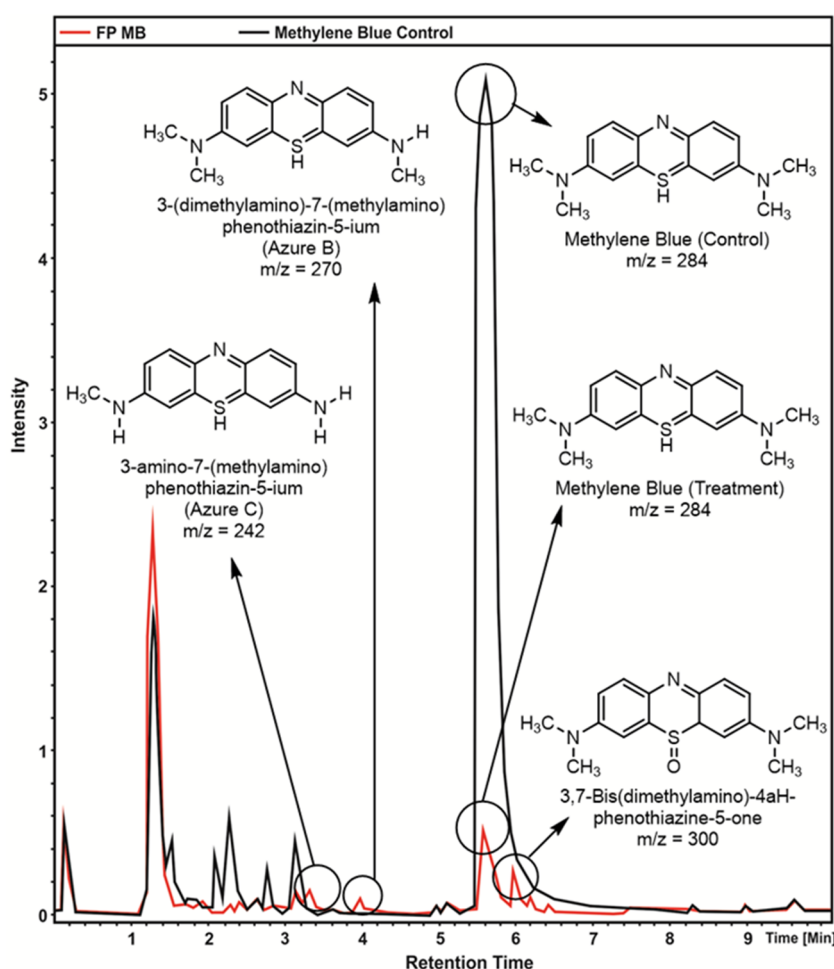 FP MB
Methylene Blue Control
Intensity
5
4
3
2
1
0
N
H₃C
N
CH₃
S
H
N
H
CH₃
3-(dimethylamino)-7-(methylamino)
phenothiazin-5-ium
(Azure B)
m/z = 270
N
H₃C
N
CH₃
S
H
N
CH₃
CH₃
Methylene Blue (Control)
m/z = 284
N
H₃C
N
H
S
H
N
H
H
3-amino-7-(methylamino)
phenothiazin-5-ium
(Azure C)
m/z = 242
N
H₃C
N
CH₃
S
H
N
CH₃
CH₃
Methylene Blue (Treatment)
m/z = 284
N
H₃C
N
CH₃
S
O
N
CH₃
CH₃
3,7-Bis(dimethylamino)-4aH-
phenothiazine-5-one
m/z = 300
1 2 3 4 5 6 7 8 9 Time [Min]
Retention Time